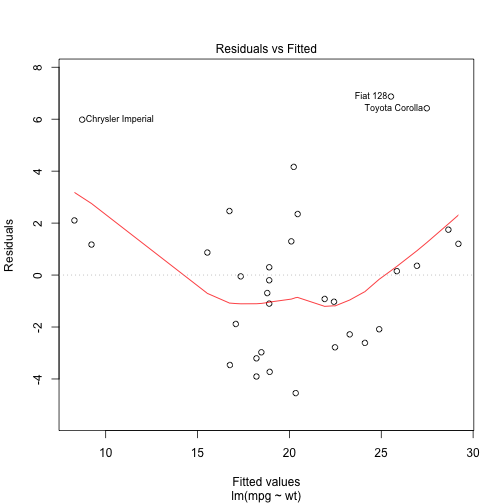 Residuals vs Fitted
Residuals
8
6
4
2
0
-2
-4
Fiat 128
Toyota Corolla
Chrysler Imperial
10 15 20 25 30
Fitted values
lm(mpg ~ wt)